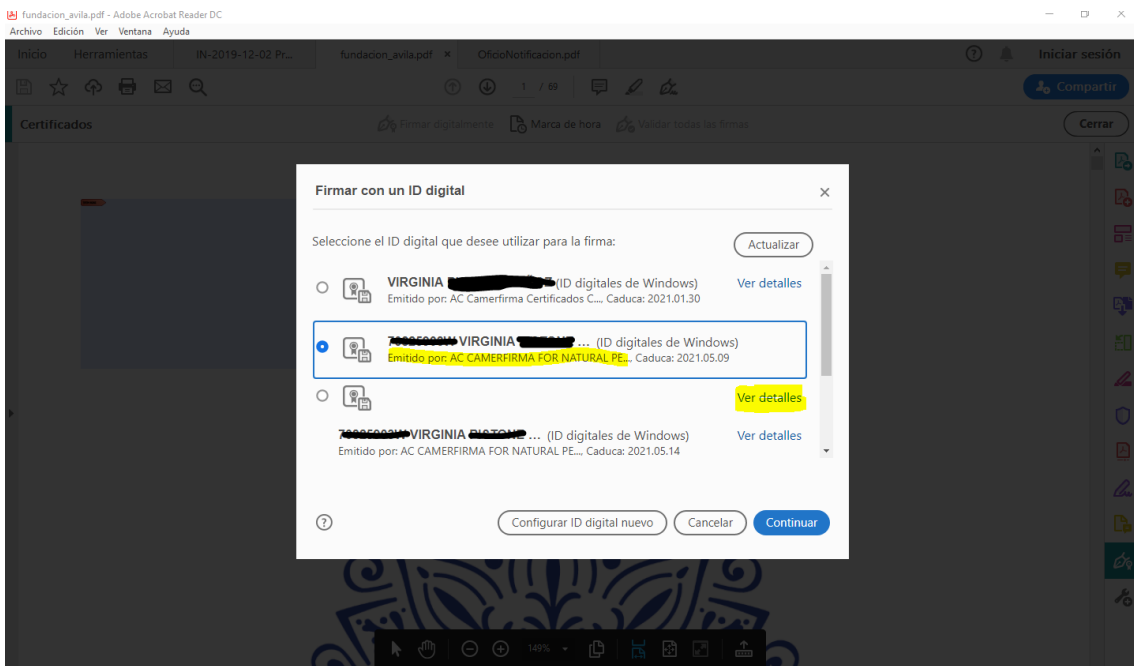 fundacion_avila.pdf - Adobe Acrobat Reader DC
Archivo Edición Ver Ventana Ayuda
Inicio Herramientas IN-2019-12-02 Pr... fundacion_avila.pdf × OficioNotificacion.pdf Iniciar sesión
1 / 69 Compartir
Certificados Firmar digitalmente Marca de hora Validar todas las firmas Cerrar
Firmar con un ID digital
Seleccione el ID digital que desee utilizar para la firma: Actualizar
VIRGINIA (ID digitales de Windows) Ver detalles
Emitido por: AC Camerfirma Certificados C..., Caduca: 2021.01.30
VIRGINIA ... (ID digitales de Windows)
Emitido por: AC CAMERFIRMA FOR NATURAL PE..., Caduca: 2021.05.09
Ver detalles
VIRGINIA ... (ID digitales de Windows) Ver detalles
Emitido por: AC CAMERFIRMA FOR NATURAL PE..., Caduca: 2021.05.14
Configurar ID digital nuevo Cancelar Continuar
149%